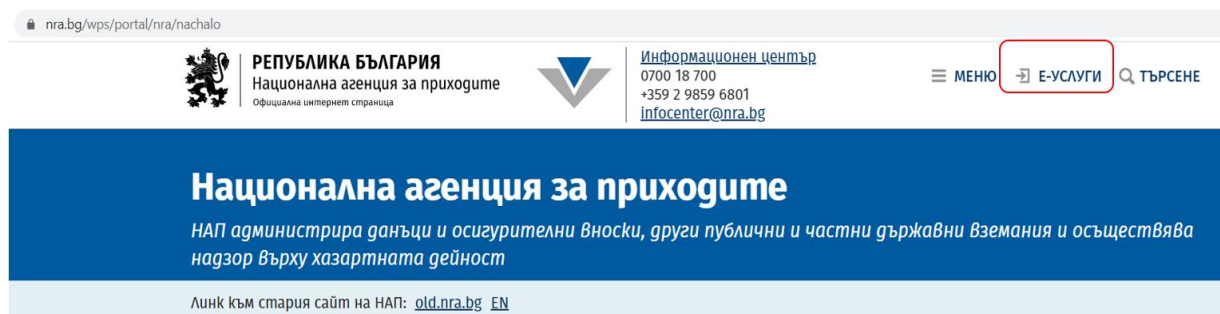 nra.bg/wps/portal/nra/nachalo
РЕПУБЛИКА БЪЛГАРИЯ
Национална агенция за приходите
Официална интернет страница
Информационен център
0700 18 700
+359 2 9859 6801
infocenter@nra.bg
МЕНЮ Е-УСЛУГИ ТЪРСЕНЕ
Национална агенция за приходите
НАП администрира данъци и осигурителни вноски, други публични и частни държавни вземания и осъществява
надзор върху хазартната дейност
Линк към стария сайт на НАП: old.nra.bg EN